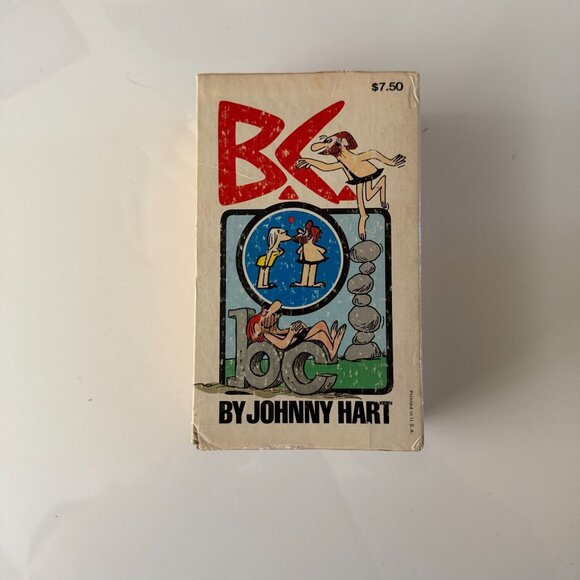 $7.50
B.C.
bc
BY JOHNNY HART
Printed in U.S.A.